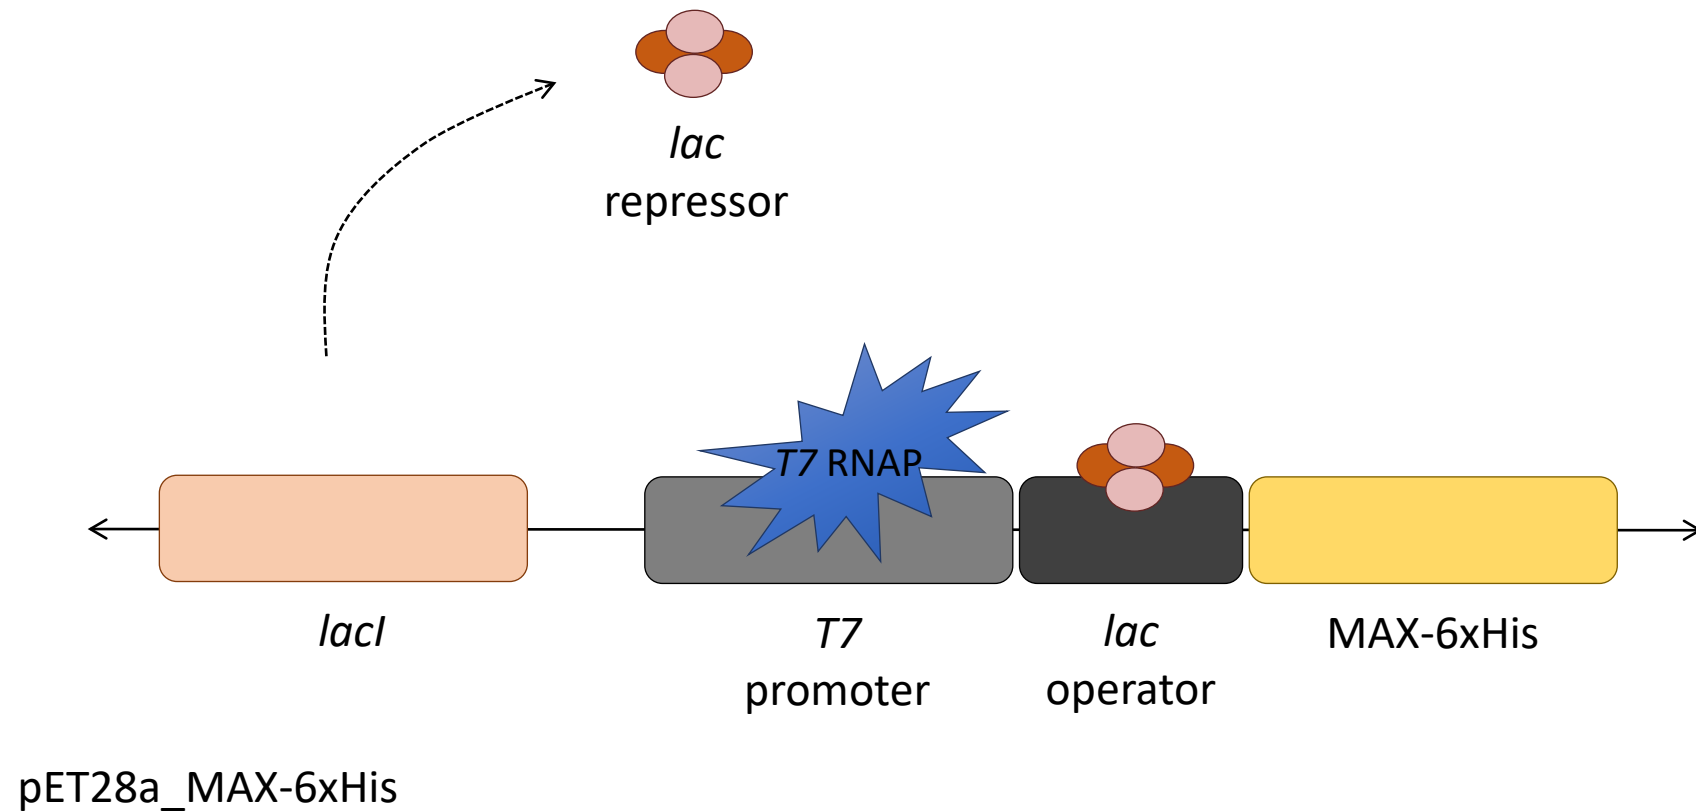 lac
repressor
T7 RNAP
lacI
T7
promoter
lac
operator
MAX-6xHis
pET28a_MAX-6xHis